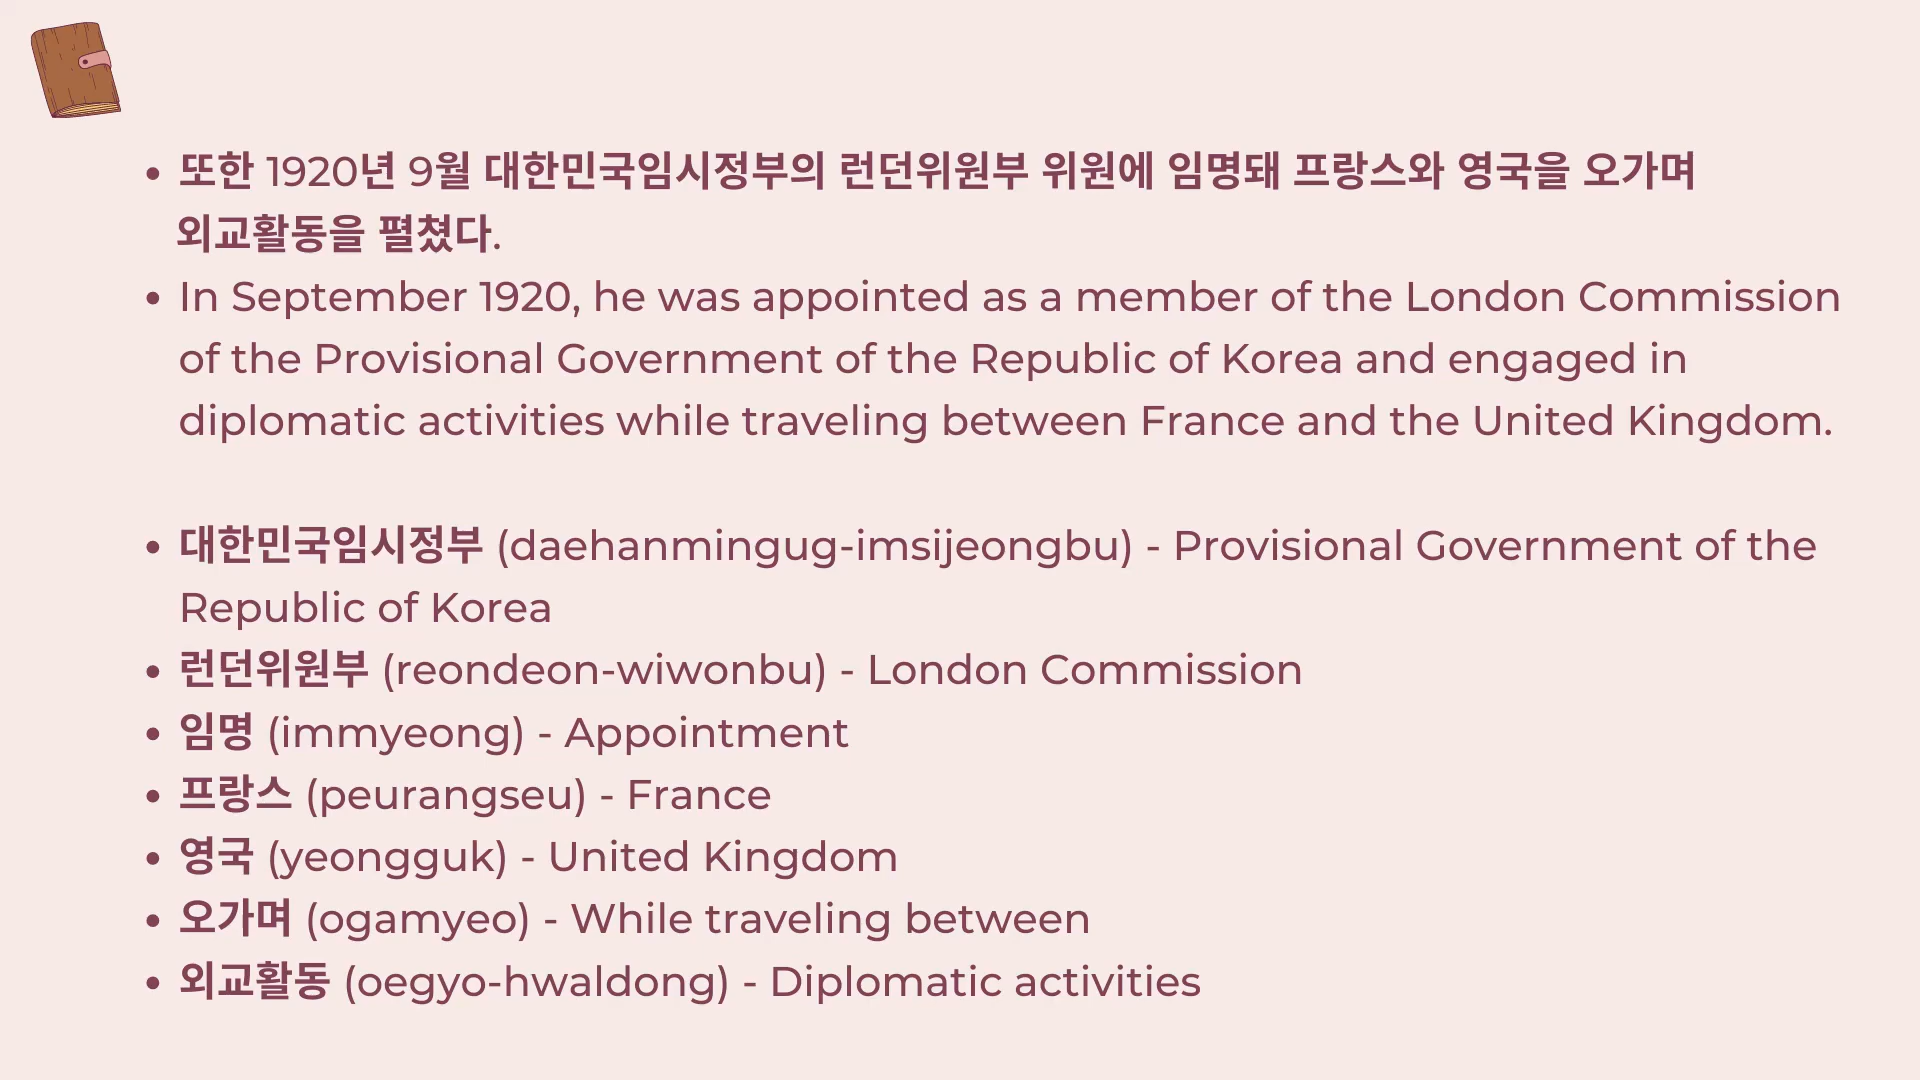 • 또한 1920년 9월 대한민국임시정부의 런던위원부 위원에 임명돼 프랑스와 영국을 오가며
외교활동을 펼쳤다.
• In September 1920, he was appointed as a member of the London Commission
of the Provisional Government of the Republic of Korea and engaged in
diplomatic activities while traveling between France and the United Kingdom.
• 대한민국임시정부 (daehanmingug-imsijeongbu) - Provisional Government of the
Republic of Korea
• 런던위원부 (reondeon-wiwonbu) - London Commission
• 임명 (immyeong) - Appointment
• 프랑스 (peurangseu) - France
• 영국 (yeongguk) - United Kingdom
• 오가며 (ogamyeo) - While traveling between
• 외교활동 (oegyo-hwaldong) - Diplomatic activities